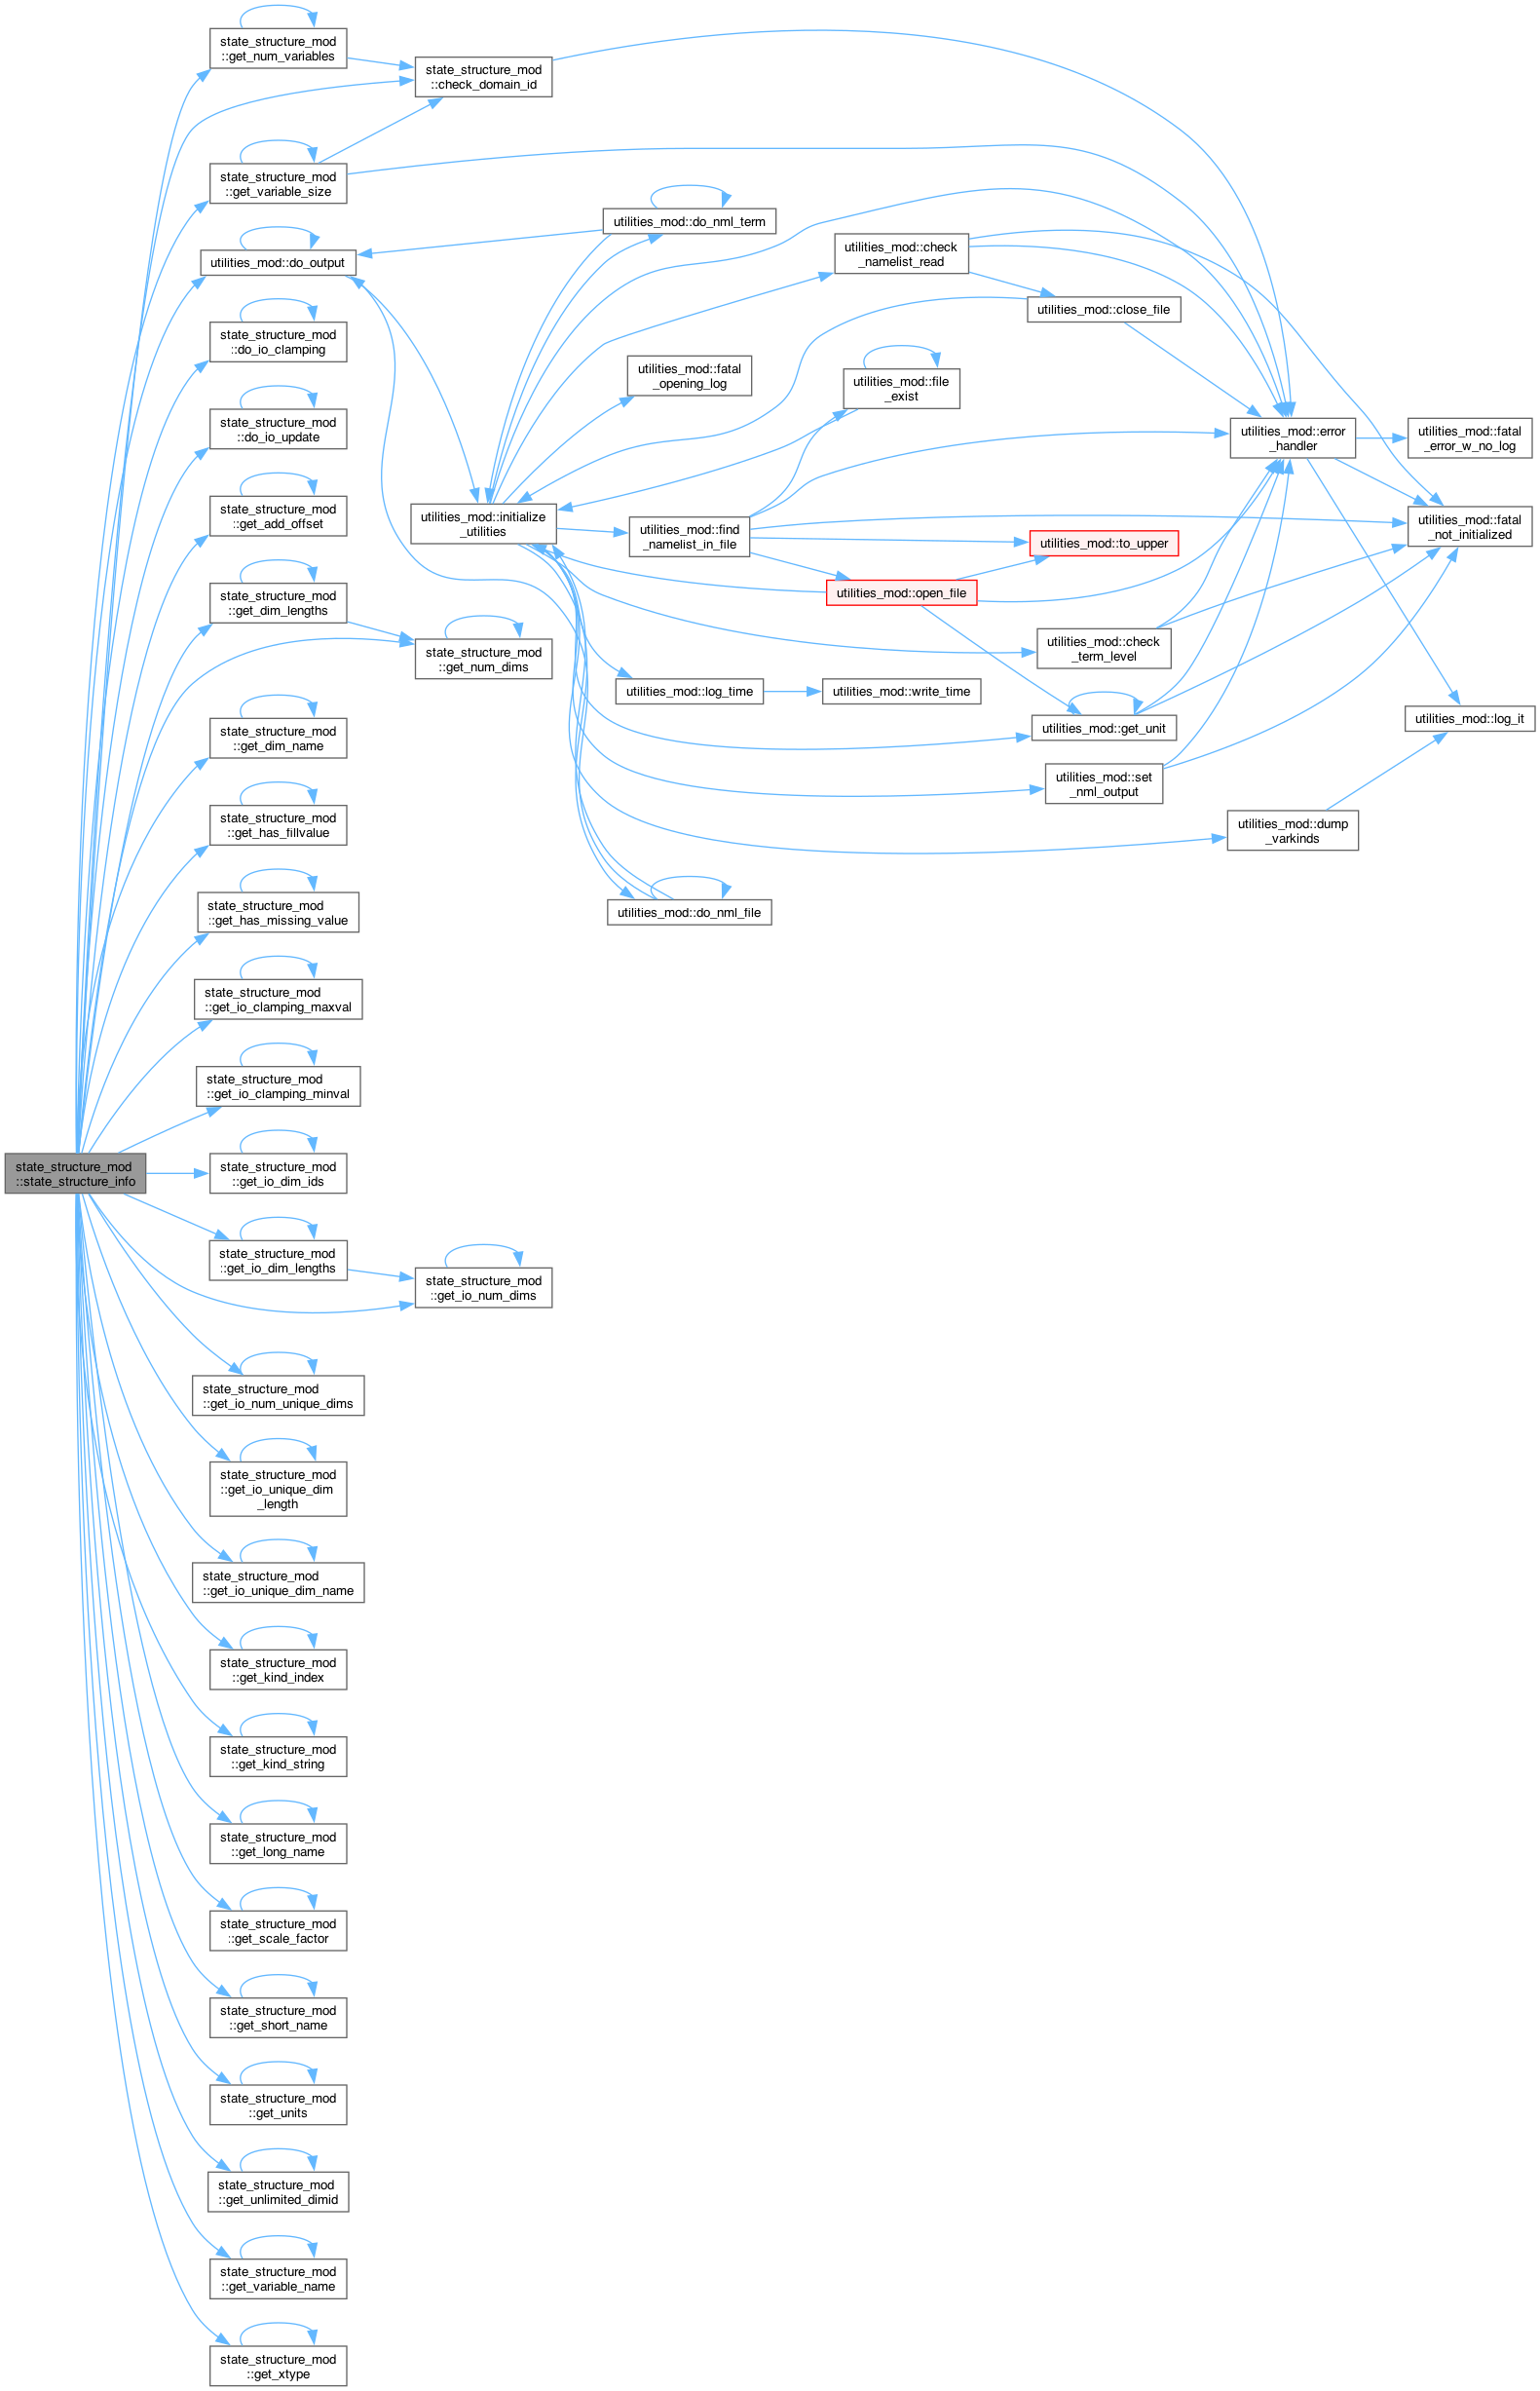 state_structure_mod
::get_num_variables
state_structure_mod
::check_domain_id
state_structure_mod
::get_variable_size
utilities_mod::do_nml_term
utilities_mod::do_output
utilities_mod::check
_namelist_read
utilities_mod::close_file
state_structure_mod
::do_io_clamping
utilities_mod::fatal
_opening_log
utilities_mod::file
_exist
state_structure_mod
::do_io_update
utilities_mod::error
_handler
utilities_mod::fatal
_error_w_no_log
state_structure_mod
::get_add_offset
utilities_mod::initialize
_utilities
utilities_mod::find
_namelist_in_file
utilities_mod::to_upper
utilities_mod::fatal
_not_initialized
state_structure_mod
::get_dim_lengths
utilities_mod::open_file
state_structure_mod
::get_num_dims
utilities_mod::check
_term_level
utilities_mod::log_time
utilities_mod::write_time
state_structure_mod
::get_dim_name
utilities_mod::get_unit
utilities_mod::log_it
utilities_mod::set
_nml_output
state_structure_mod
::get_has_fillvalue
utilities_mod::dump
_varkinds
state_structure_mod
::get_has_missing_value
utilities_mod::do_nml_file
state_structure_mod
::get_io_clamping_maxval
state_structure_mod
::get_io_clamping_minval
state_structure_mod
::state_structure_info
state_structure_mod
::get_io_dim_ids
state_structure_mod
::get_io_dim_lengths
state_structure_mod
::get_io_num_dims
state_structure_mod
::get_io_num_unique_dims
state_structure_mod
::get_io_unique_dim
_length
state_structure_mod
::get_io_unique_dim_name
state_structure_mod
::get_kind_index
state_structure_mod
::get_kind_string
state_structure_mod
::get_long_name
state_structure_mod
::get_scale_factor
state_structure_mod
::get_short_name
state_structure_mod
::get_units
state_structure_mod
::get_unlimited_dimid
state_structure_mod
::get_variable_name
state_structure_mod
::get_xtype